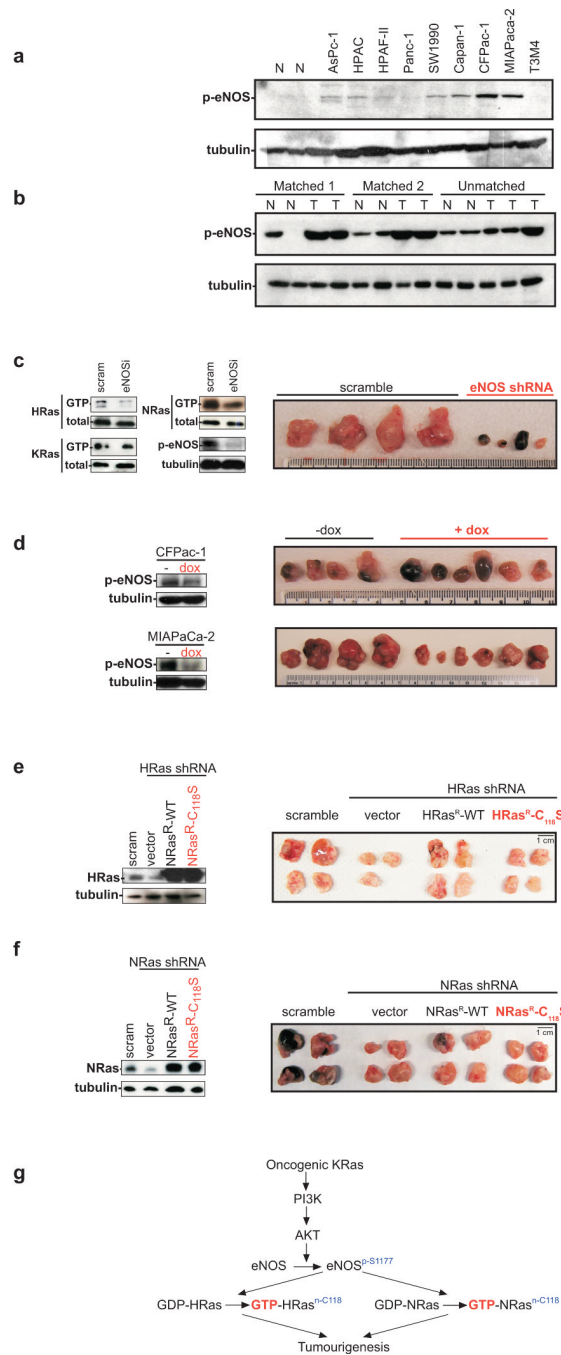 a
N N AsPc-1 HPAC HPAF-II Panc-1 SW1990 Capan-1 CFPac-1 MIAPaca-2 T3M4
p-eNOS
tubulin
b
Matched 1 Matched 2 Unmatched
N N T T N N T T N N T T T
p-eNOS
tubulin
c
scram eNOSi
HRas GTP
total
KRas GTP
total
scram eNOSi
NRas GTP
total
p-eNOS
tubulin
scramble eNOS shRNA
d
CFPac-1
- dox
p-eNOS
tubulin
-dox + dox
MIAPaCa-2
- dox
p-eNOS
tubulin
e
HRas shRNA
scram vector NRasR-WT NRasR-C118S
HRas
tubulin
HRas shRNA
scramble vector HRasR-WT HRasR-C118S
1 cm
f
NRas shRNA
scram vector NRasR-WT NRasR-C118S
NRas
tubulin
NRas shRNA
scramble vector NRasR-WT NRasR-C118S
1 cm
g
Oncogenic KRas
PI3K
AKT
eNOS eNOSp-S1177
GDP-HRas GTP-HRasn-C118 GDP-NRas GTP-NRasn-C118
Tumourigenesis